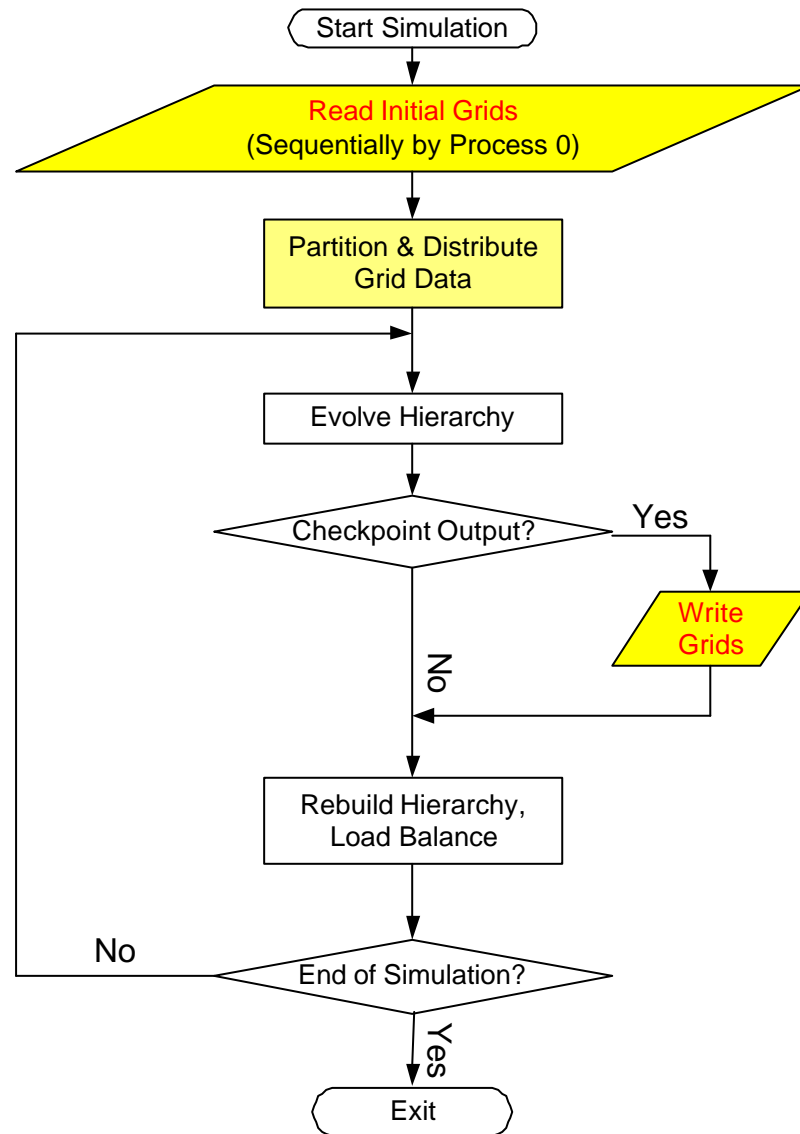 Start Simulation
Read Initial Grids
(Sequentially by Process 0)
Partition & Distribute
Grid Data
Evolve Hierarchy
Checkpoint Output?
Yes
Write
Grids
No
Rebuild Hierarchy,
Load Balance
No
End of Simulation?
Yes
Exit